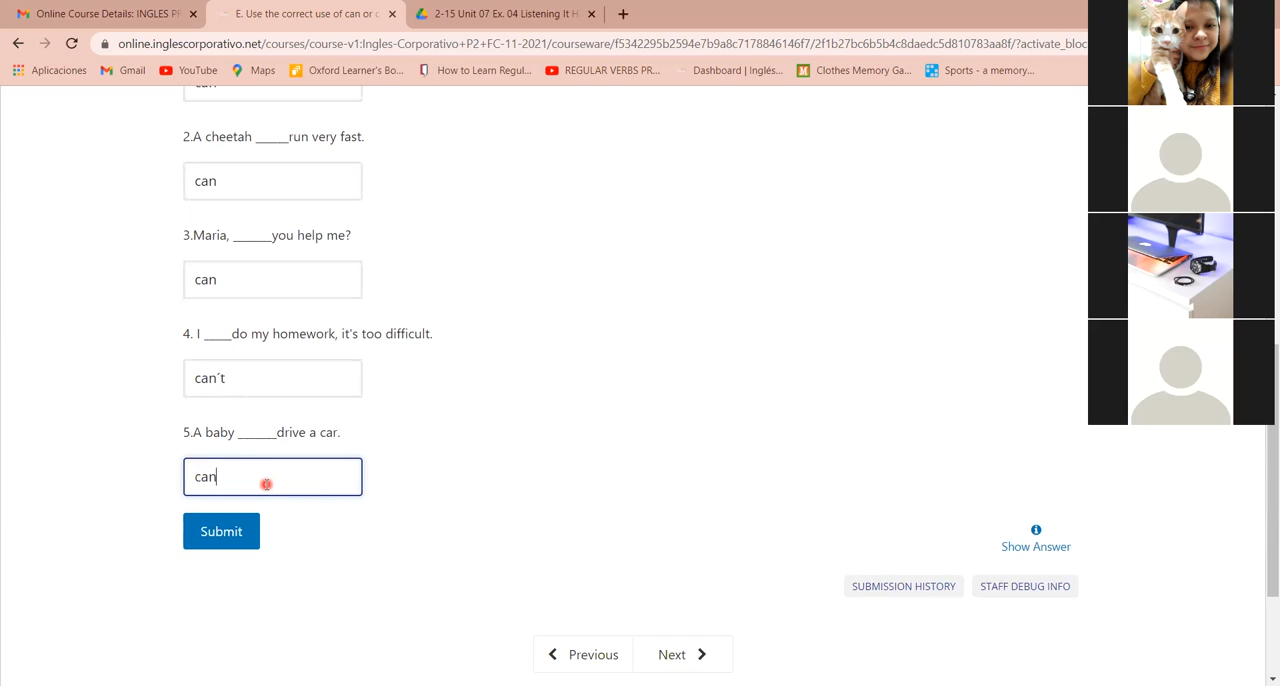 Online Course Details: INGLES PF
E. Use the correct use of can or c
2-15 Unit 07 Ex. 04 Listening It H
online.inglescorporativo.net/courses/course-v1:Ingles-Corporativo+P2+FC-11-2021/courseware/f5342295b2594e7b9a8c7178846146f7/2f1b27bc6b5b4c8daedc5d810783aa8f/?activate_bloc
Aplicaciones
Gmail
YouTube
Maps
Oxford Learner's Bo...
How to Learn Regul...
REGULAR VERBS PR...
Dashboard | Inglés...
Clothes Memory Ga...
Sports - a memory...
can
2.A cheetah _____run very fast.
can
3.Maria, ______you help me?
can
4. I ____do my homework, it's too difficult.
can´t
5.A baby ______drive a car.
can
Submit
Show Answer
SUBMISSION HISTORY
STAFF DEBUG INFO
Previous
Next